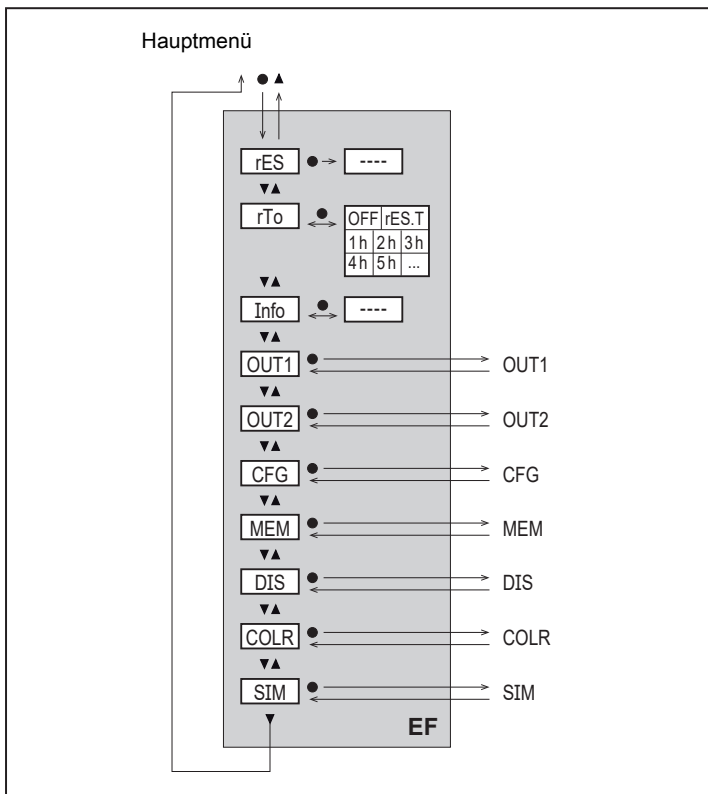 Hauptmenü
rES ----
rTo OFF rES.T
1h 2h 3h
4h 5h ...
Info ----
OUT1 OUT1
OUT2 OUT2
CFG CFG
MEM MEM
DIS DIS
COLR COLR
SIM SIM
EF